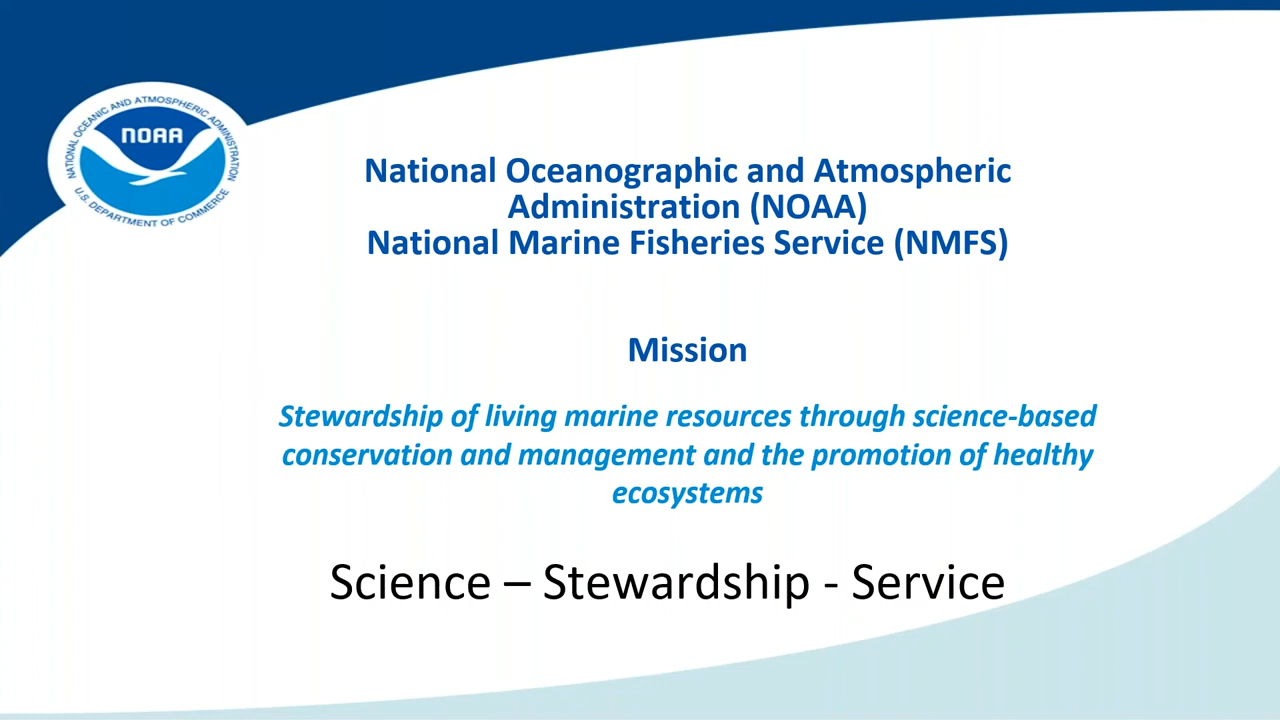 NATIONAL OCEANIC AND ATMOSPHERIC ADMINISTRATION
NOAA
U.S. DEPARTMENT OF COMMERCE
National Oceanographic and Atmospheric
Administration (NOAA)
National Marine Fisheries Service (NMFS)
Mission
Stewardship of living marine resources through science-based
conservation and management and the promotion of healthy
ecosystems
Science – Stewardship - Service